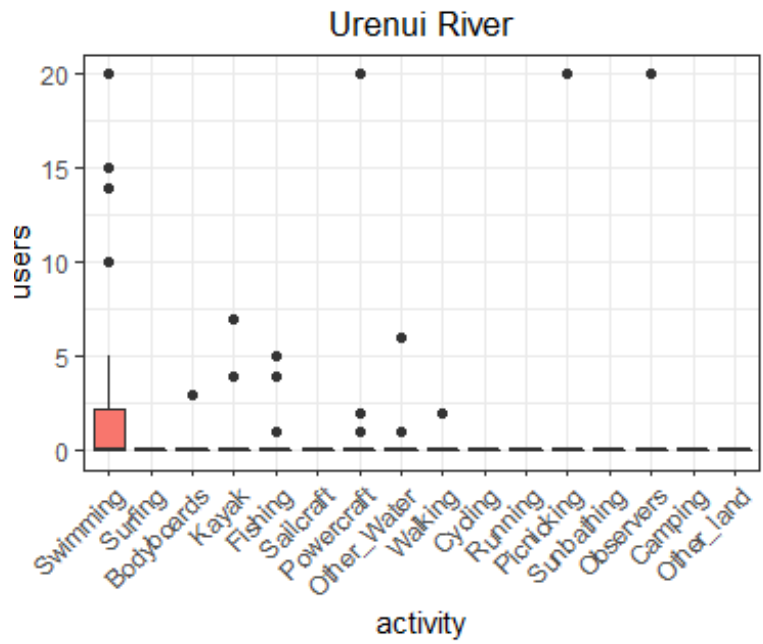 Urenui River
20
15
10
5
0
users
Swimming
Surfing
Bodyboards
Kayak
Fishing
Sailcraft
Powercraft
Other_Water
Walking
Cycling
Running
Picnicking
Sunbathing
Observers
Camping
Other_land
activity